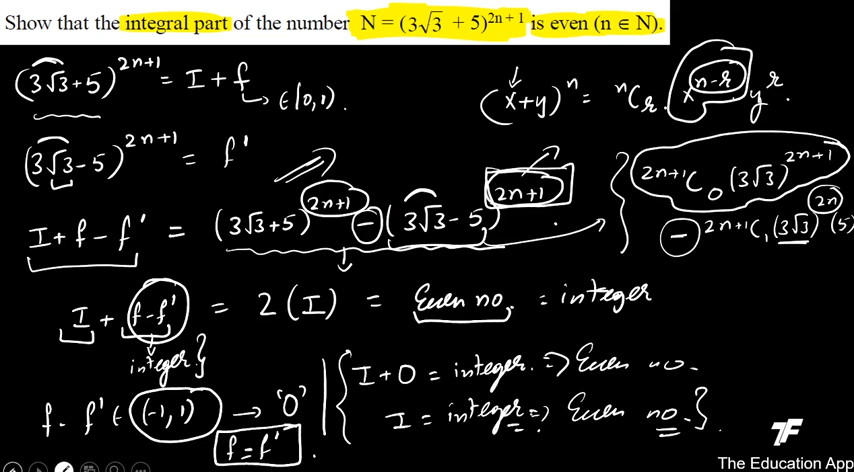 Show that the integral part of the number N = (3√3 + 5)^{2n + 1} is even (n ∈ N).
(3√3+5)^{2n+1} = I + f
→ ∈ (0,1).
(x+y)^n = ^nC_r. x^{n-r} y^r.
(3√3-5)^{2n+1} = f'
I + f - f' = (3√3+5)^{2n+1} - (3√3-5)^{2n+1}
{ ^{2n+1}C_0 (3√3)^{2n+1}
- ^{2n+1}C_1 (3√3)^{2n} (5)
I + f-f' = 2 (I) = Even no. = integer
integer }
f - f' ∈ (-1, 1) → '0'
f = f' .
{ I + 0 = integer. => Even no.
I = integer => Even no. }
7F
The Education App